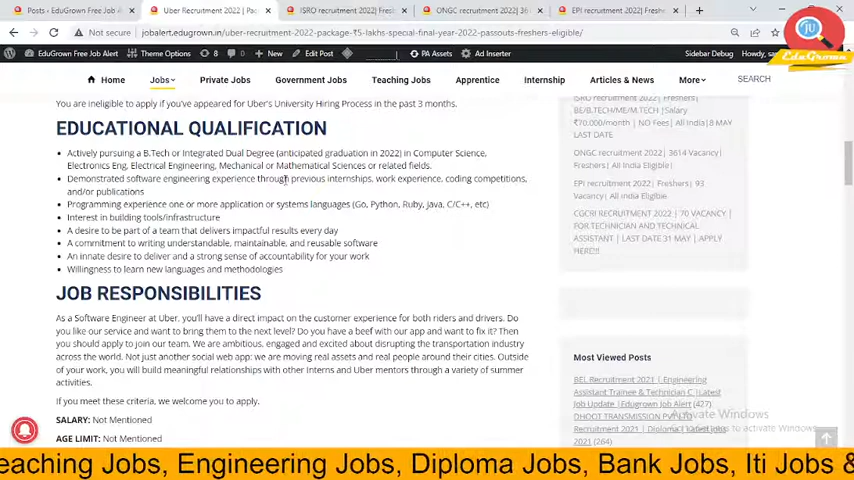 Posts ‹ EduGrown Free Job Al
Uber Recruitment 2022 | Pac
ISRO recruitment 2022| Fresh
ONGC recruitment 2022| 361
EPI recruitment 2022| Freshe
jobalert.edugrown.in/uber-recruitment-2022-package-₹5-lakhs-special-final-year-2022-passouts-freshers-eligible/
EduGrown Free Job Alert
Theme Options
8
0
New
Edit Post
PA Assets
Ad Inserter
Sidebar Debug
JU
EduGrown
Home
Jobs
Private Jobs
Government Jobs
Teaching Jobs
Apprentice
Internship
Articles & News
More
SEARCH
You are ineligible to apply if you've appeared for Uber's University Hiring Process in the past 3 months.
EDUCATIONAL QUALIFICATION
Actively pursuing a B.Tech or Integrated Dual Degree (anticipated graduation in 2022) in Computer Science,
Electronics Eng, Electrical Engineering, Mechanical or Mathematical Sciences or related fields.
Demonstrated software engineering experience through previous internships, work experience, coding competitions,
and/or publications
Programming experience one or more application or systems languages (Go, Python, Ruby, Java, C/C++, etc)
Interest in building tools/infrastructure
A desire to be part of a team that delivers impactful results every day
A commitment to writing understandable, maintainable, and reusable software
An innate desire to deliver and a strong sense of accountability for your work
Willingness to learn new languages and methodologies
JOB RESPONSIBILITIES
As a Software Engineer at Uber, you'll have a direct impact on the customer experience for both riders and drivers. Do
you like our service and want to bring them to the next level? Do you have a beef with our app and want to fix it? Then
you should apply to join our team. We are ambitious, engaged and excited about disrupting the transportation industry
across the world. Not just another social web app: we are moving real assets and real people around their cities. Outside
of your work, you will build meaningful relationships with other Interns and Uber mentors through a variety of summer
activities.
If you meet these criteria, we welcome you to apply.
SALARY: Not Mentioned
AGE LIMIT: Not Mentioned
ISRO recruitment 2022| Freshers|
BE/B.TECH/ME/M.TECH |Salary
₹70,000/month | NO Fees| All India|8 MAY
LAST DATE
ONGC recruitment 2022| 3614 Vacancy|
Freshers| All India Elegible|
EPI recruitment 2022| Freshers | 93
Vacancy| All India Eligible
CGCRI RECRUITMENT 2022 | 70 VACANCY |
FOR TECHNICIAN AND TECHNICAL
ASSISTANT | LAST DATE 31 MAY | APPLY
HERE!!!
Most Viewed Posts
BEL Recruitment 2021 | Engineering
Assistant Trainee & Technician C |Latest
Job Update |Edugrown Job Alert (427)
DHOOT TRANSMISSION PVT LTD
Recruitment 2021 | Diploma | Latest Jobs
2021 (264)
Activate Windows
Go to Settings to activate Windows.
eaching Jobs, Engineering Jobs, Diploma Jobs, Bank Jobs, Iti Jobs &